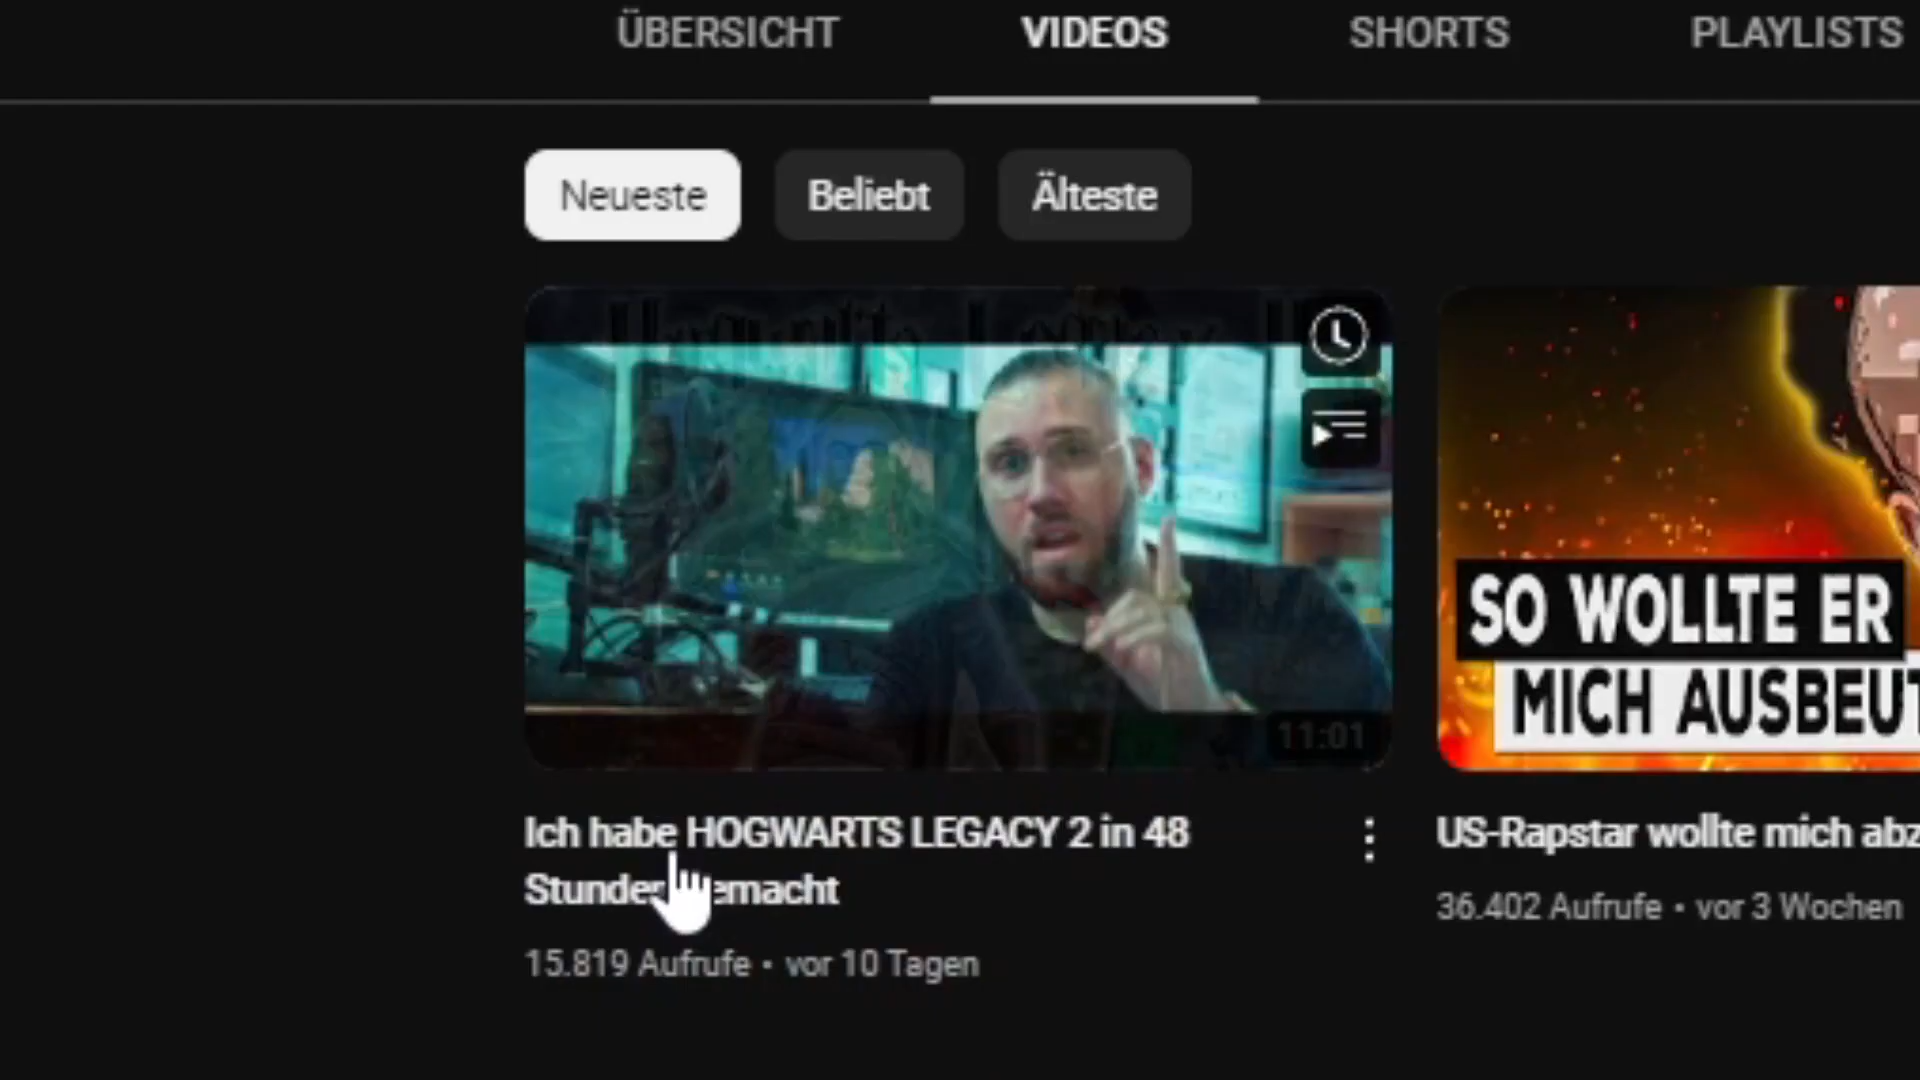 ÜBERSICHT VIDEOS SHORTS PLAYLISTS
Neueste Beliebt Älteste
11:01
SO WOLLTE ER
MICH AUSBEUT
Ich habe HOGWARTS LEGACY 2 in 48
Stunden gemacht
15.819 Aufrufe • vor 10 Tagen
US-Rapstar wollte mich abz
36.402 Aufrufe • vor 3 Wochen